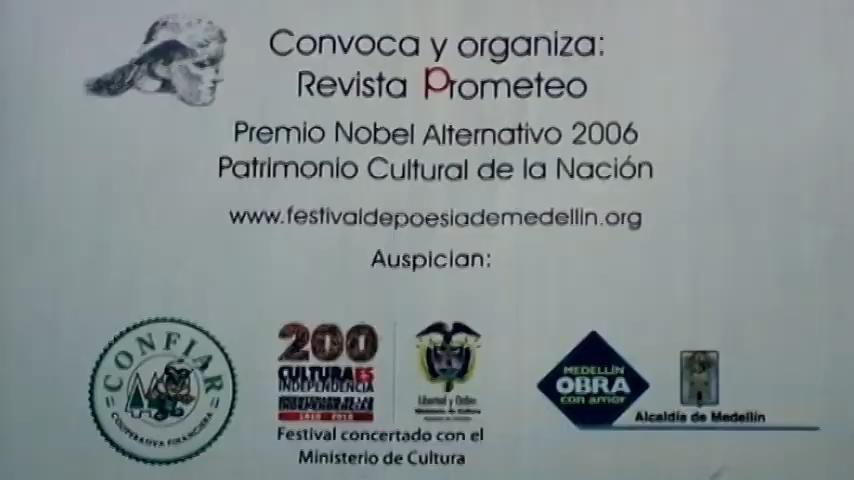 Convoca y organiza:
Revista Prometeo
Premio Nobel Alternativo 2006
Patrimonio Cultural de la Nación
www.festivaldepoesiademedellin.org
Auspician:
CONFIAR
COOPERATIVA FINANCIERA
200
CULTURA ES
INDEPENDENCIA
1810-2010
Libertad y Orden
Ministerio de Cultura
Festival concertado con el
Ministerio de Cultura
MEDELLÍN
OBRA
con amor
Alcaldía de Medellín